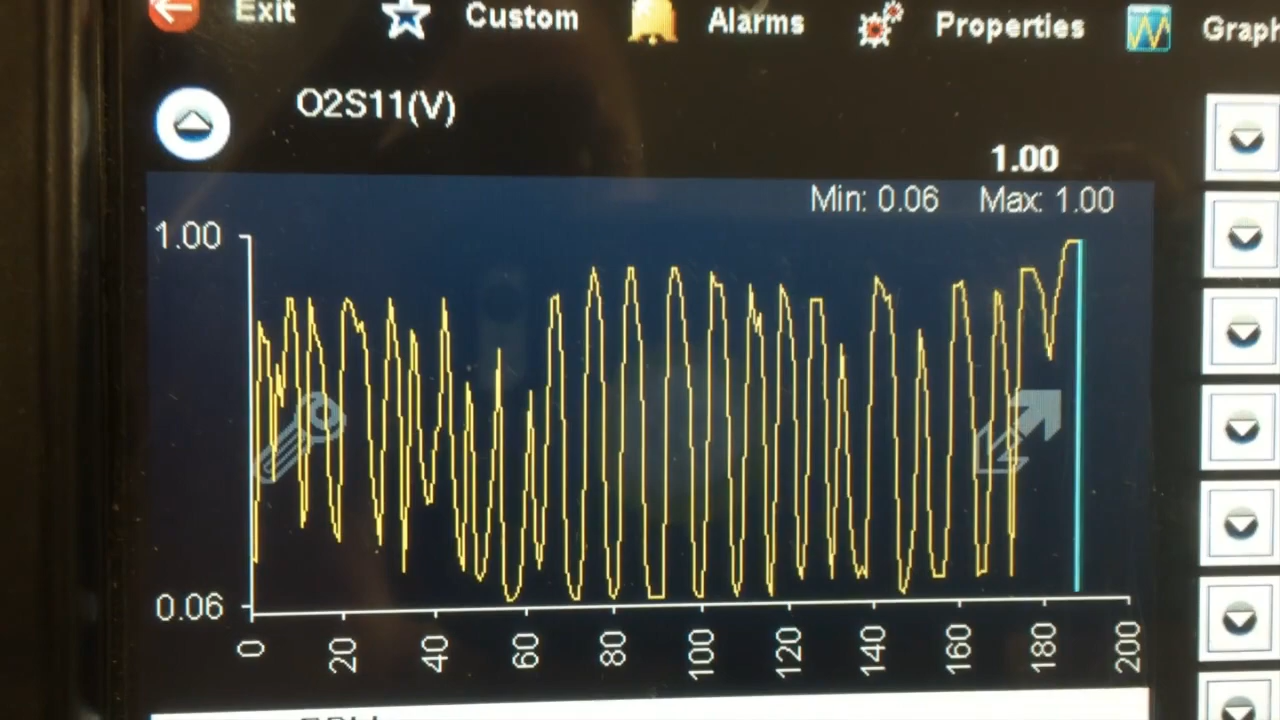 Exit Custom Alarms Properties Graph
O2S11(V)
1.00
Min: 0.06 Max: 1.00
1.00
0.06
0 20 40 60 80 100 120 140 160 180 200